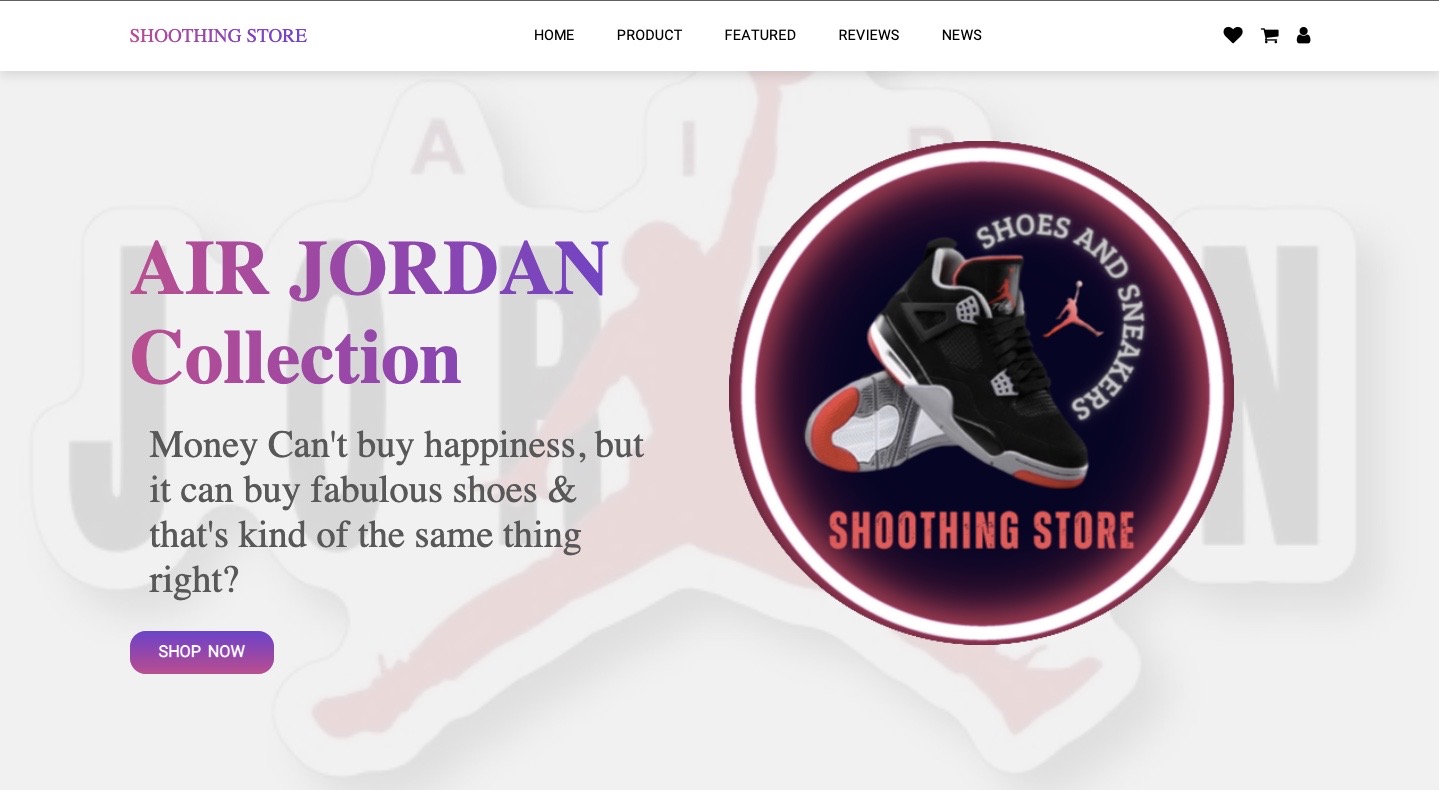 SHOOTHING STORE
HOME PRODUCT FEATURED REVIEWS NEWS
A I R
JORDAN
AIR JORDAN
Collection
Money Can't buy happiness, but
it can buy fabulous shoes &
that's kind of the same thing
right?
SHOP NOW
SHOES AND SNEAKERS
SHOOTHING STORE